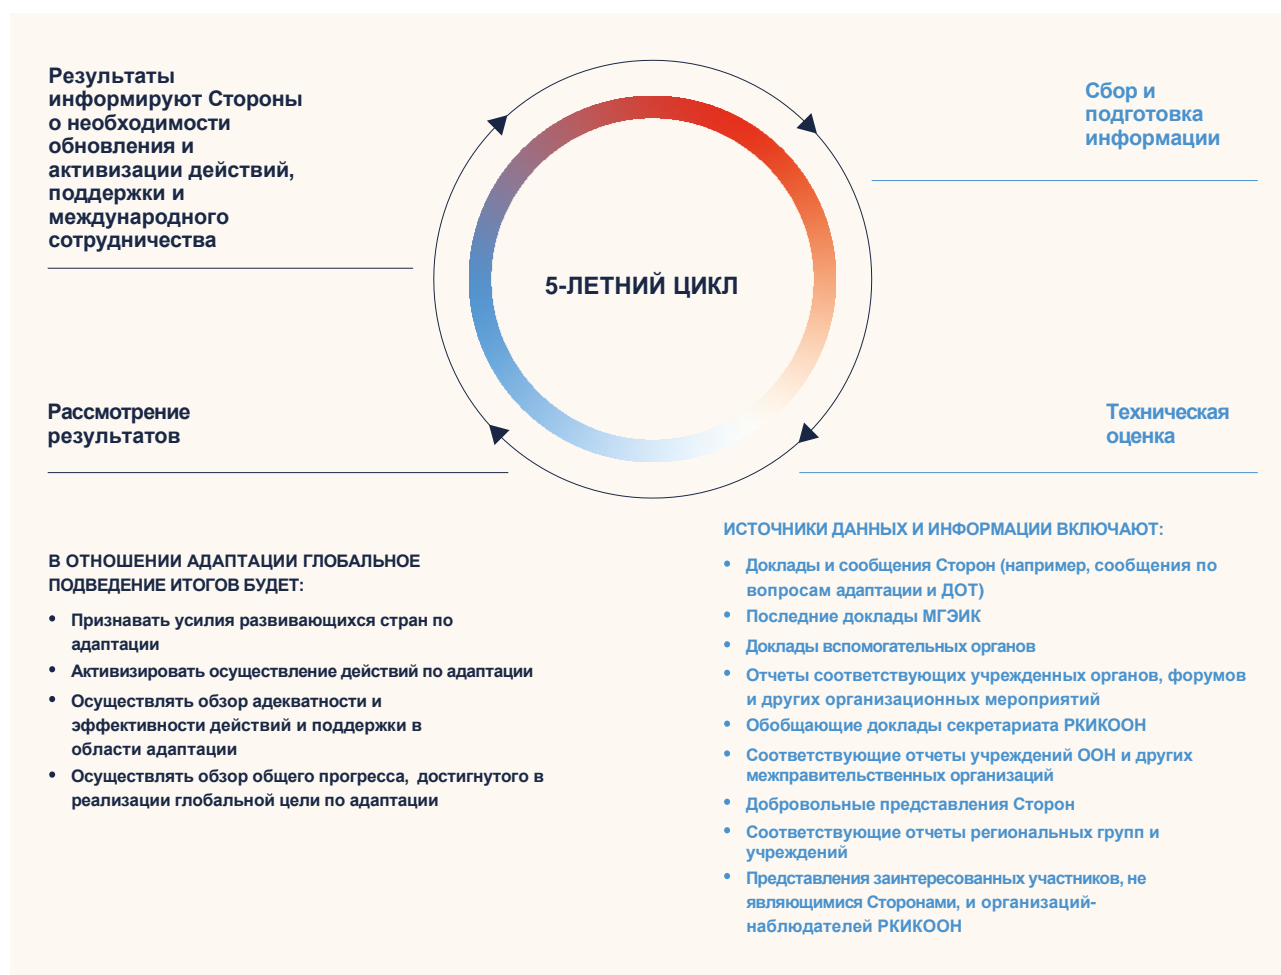 Результаты
информируют Стороны
о необходимости
обновления и
активизации действий,
поддержки и
международного
сотрудничества
Сбор и
подготовка
информации
5-ЛЕТНИЙ ЦИКЛ
Рассмотрение
результатов
Техническая
оценка
В ОТНОШЕНИИ АДАПТАЦИИ ГЛОБАЛЬНОЕ
ПОДВЕДЕНИЕ ИТОГОВ БУДЕТ:
• Признавать усилия развивающихся стран по
адаптации
• Активизировать осуществление действий по адаптации
• Осуществлять обзор адекватности и
эффективности действий и поддержки в
области адаптации
• Осуществлять обзор общего прогресса, достигнутого в
реализации глобальной цели по адаптации
ИСТОЧНИКИ ДАННЫХ И ИНФОРМАЦИИ ВКЛЮЧАЮТ:
• Доклады и сообщения Сторон (например, сообщения по
вопросам адаптации и ДОТ)
• Последние доклады МГЭИК
• Доклады вспомогательных органов
• Отчеты соответствующих учрежденных органов, форумов
и других организационных мероприятий
• Обобщающие доклады секретариата РКИКООН
• Соответствующие отчеты учреждений ООН и других
межправительственных организаций
• Добровольные представления Сторон
• Соответствующие отчеты региональных групп и
учреждений
• Представления заинтересованных участников, не
являющимися Сторонами, и организаций-
наблюдателей РКИКООН